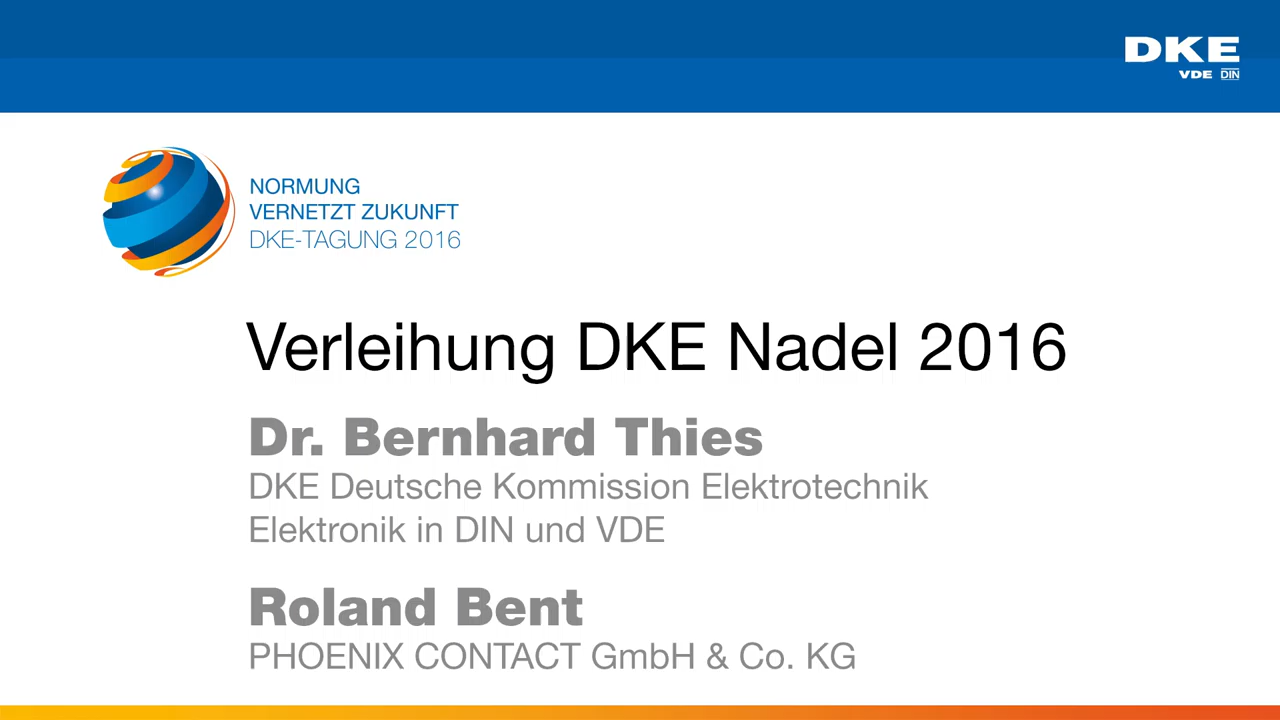 DKE
VDE DIN
NORMUNG
VERNETZT ZUKUNFT
DKE-TAGUNG 2016
Verleihung DKE Nadel 2016
Dr. Bernhard Thies
DKE Deutsche Kommission Elektrotechnik
Elektronik in DIN und VDE
Roland Bent
PHOENIX CONTACT GmbH & Co. KG